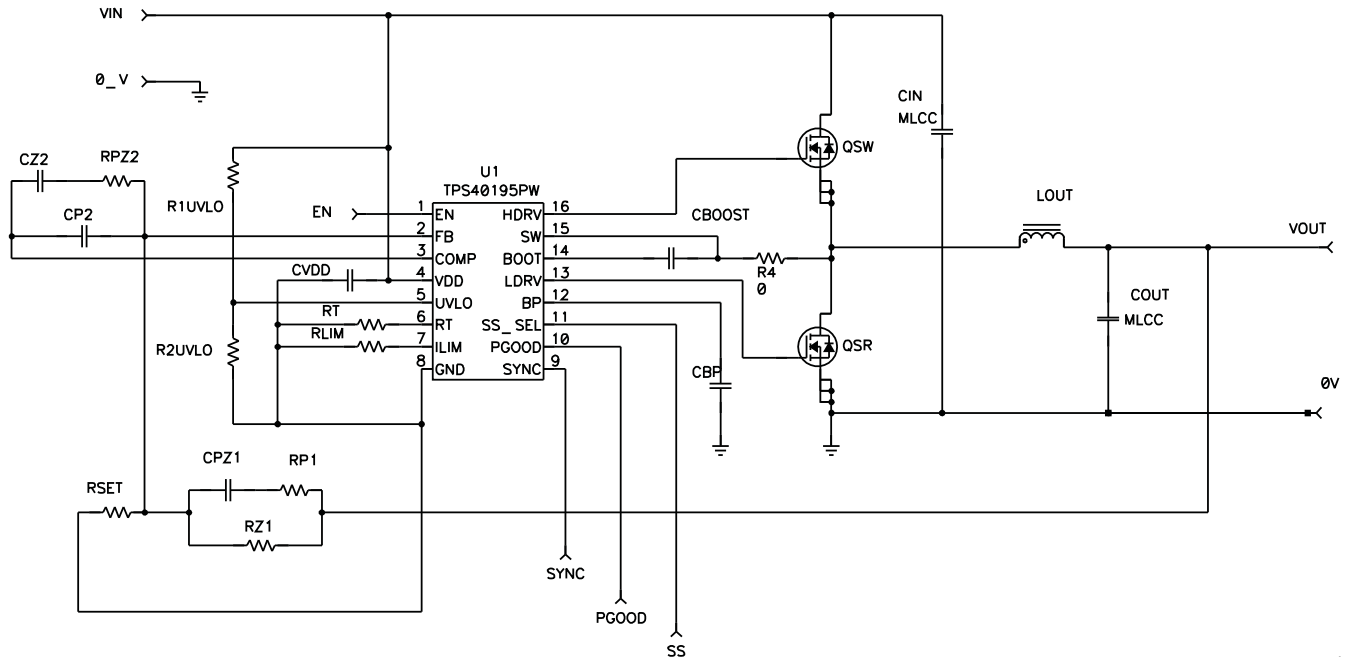 VIN
0_V
CIN
MLCC
CZ2
RPZ2
QSW
U1
TPS40195PW
R1UVLO
EN
1
EN
HDRV
16
CBOOST
LOUT
CP2
2
FB
SW
15
VOUT
3
COMP
BOOT
14
CVDD
4
VDD
LDRV
13
R4
0
5
UVLO
BP
12
COUT
MLCC
RT
6
RT
SS_SEL
11
RLIM
7
ILIM
PGOOD
10
R2UVLO
QSR
8
GND
SYNC
9
CBP
0V
CPZ1
RP1
RSET
RZ1
SYNC
PGOOD
SS